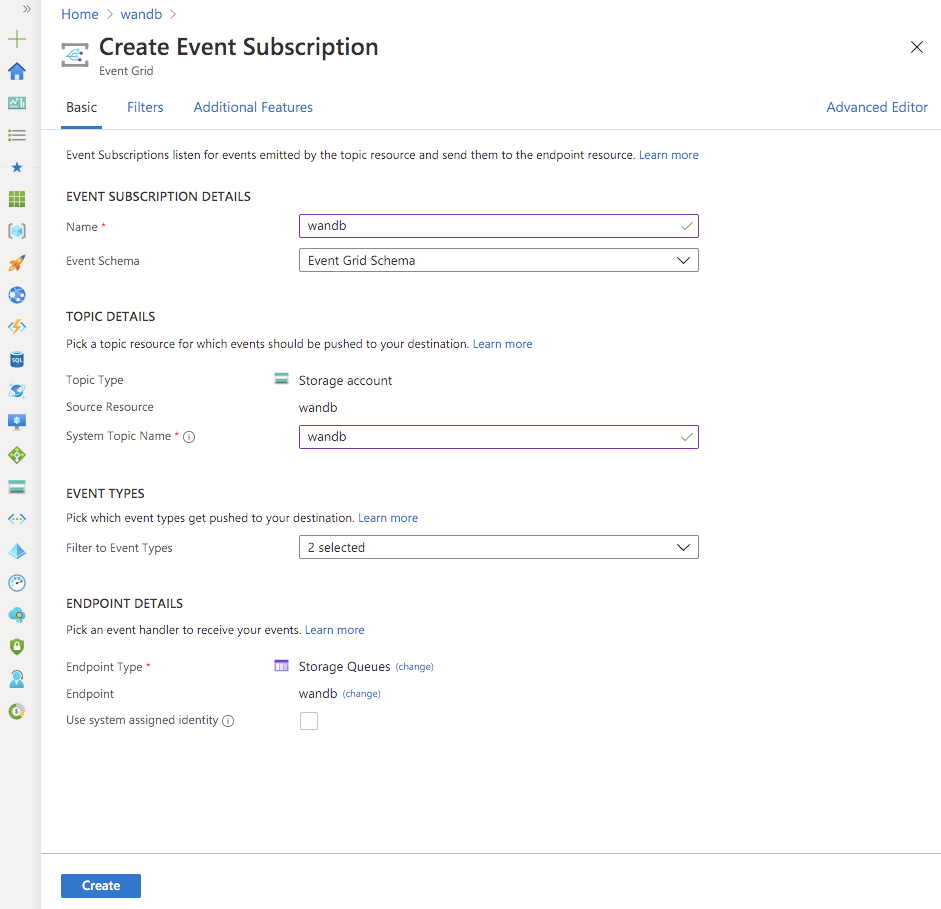 Home > wandb >
Create Event Subscription
Event Grid
Basic Filters Additional Features Advanced Editor
Event Subscriptions listen for events emitted by the topic resource and send them to the endpoint resource. Learn more
EVENT SUBSCRIPTION DETAILS
Name * wandb
Event Schema Event Grid Schema
TOPIC DETAILS
Pick a topic resource for which events should be pushed to your destination. Learn more
Topic Type Storage account
Source Resource wandb
System Topic Name * wandb
EVENT TYPES
Pick which event types get pushed to your destination. Learn more
Filter to Event Types 2 selected
ENDPOINT DETAILS
Pick an event handler to receive your events. Learn more
Endpoint Type * Storage Queues (change)
Endpoint wandb (change)
Use system assigned identity
Create
SQL